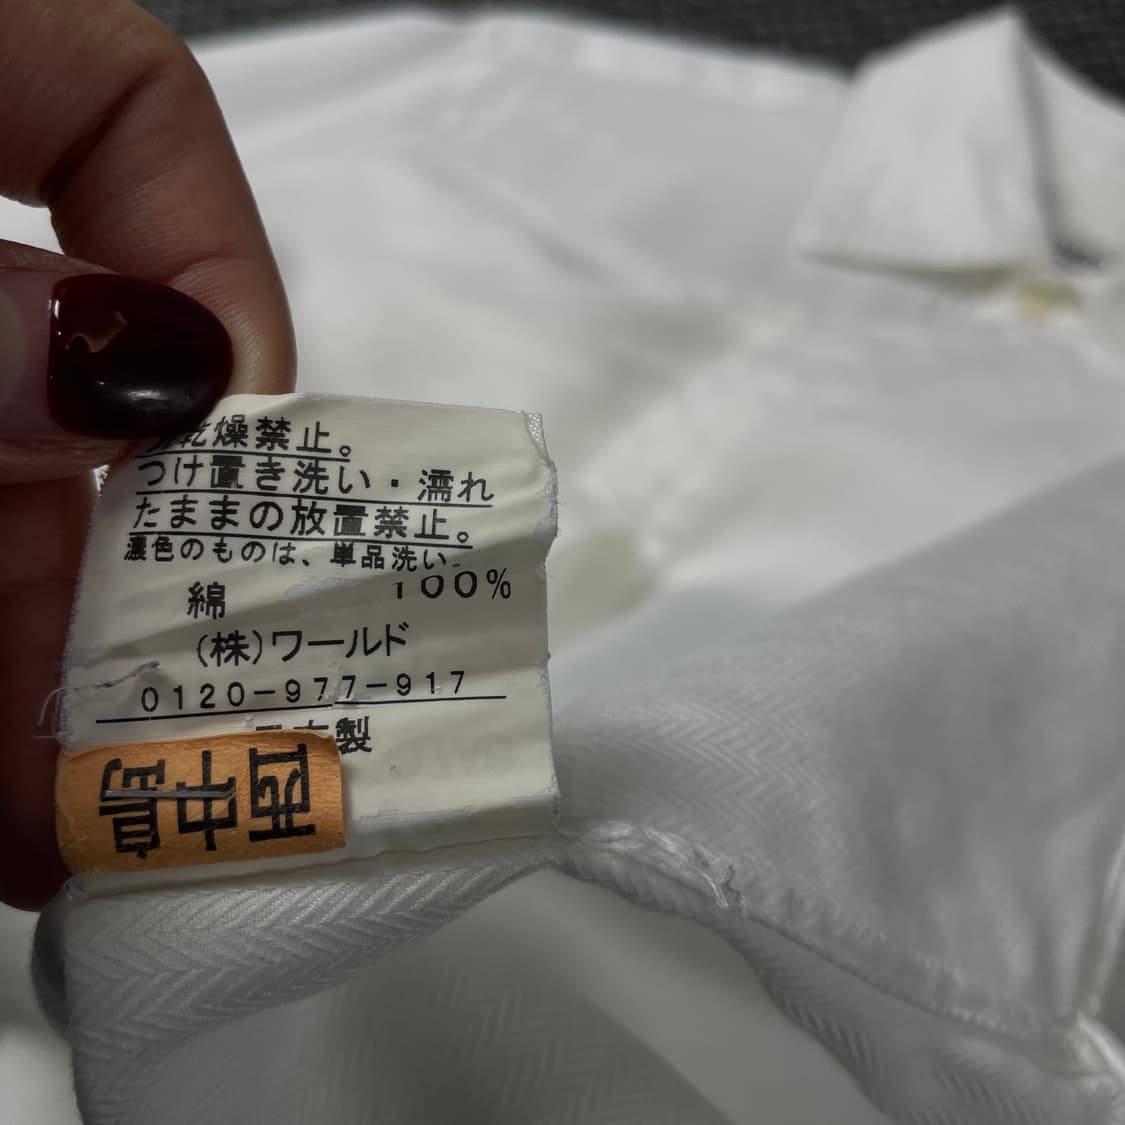 乾燥禁止。
つけ置き洗い・濡れ
たままの放置禁止。
濃色のものは、単品洗い
綿 100%
(株)ワールド
0120-977-917
製